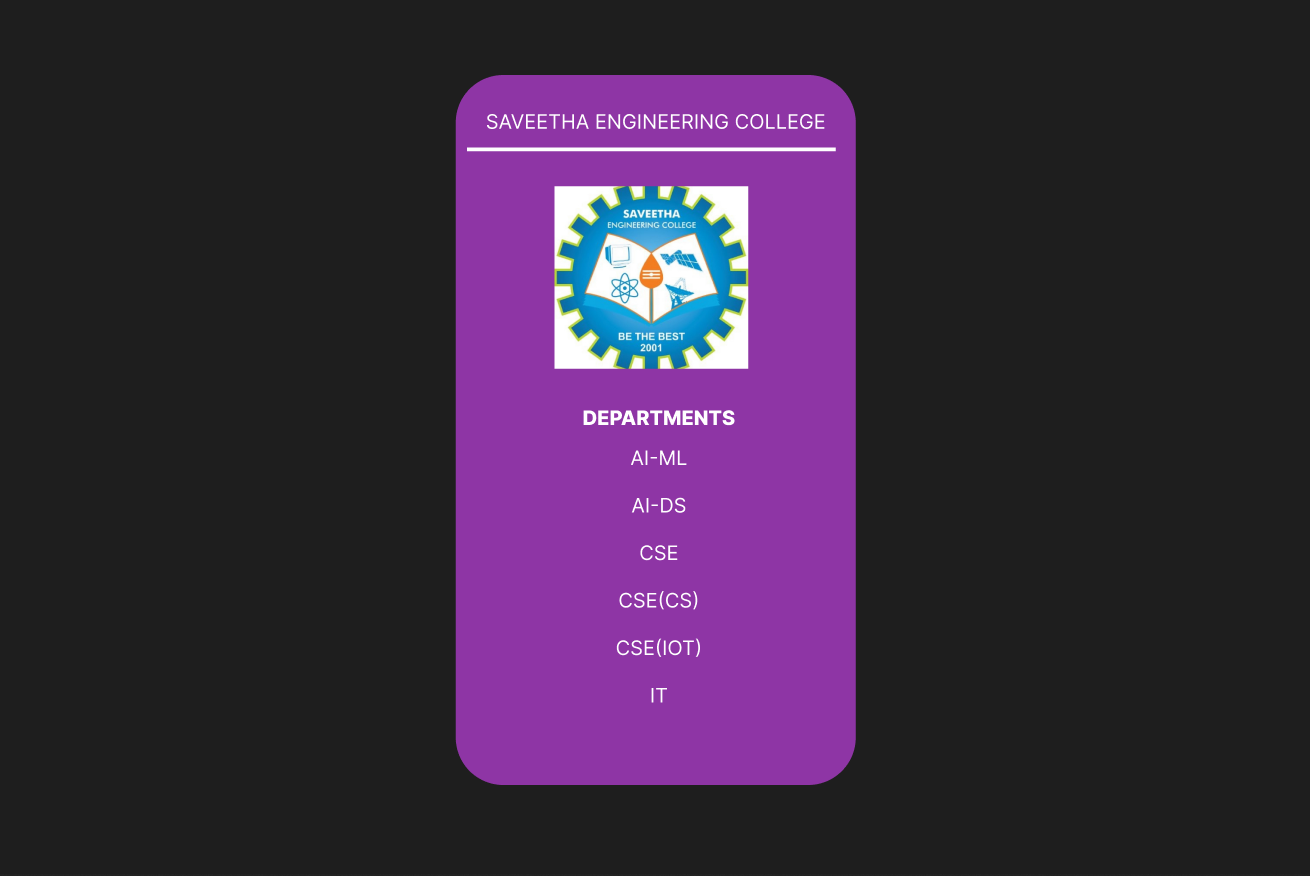 SAVEETHA ENGINEERING COLLEGE
SAVEETHA
ENGINEERING COLLEGE
BE THE BEST
2001
DEPARTMENTS
AI-ML
AI-DS
CSE
CSE(CS)
CSE(IOT)
IT